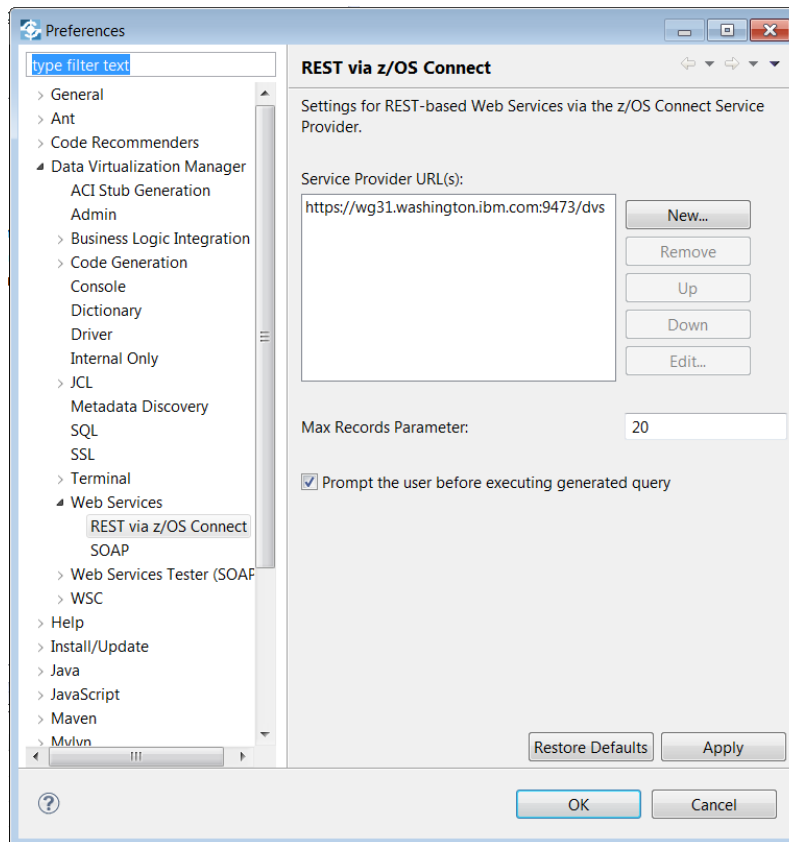 Preferences
type filter text
General
Ant
Code Recommenders
Data Virtualization Manager
ACI Stub Generation
Admin
Business Logic Integration
Code Generation
Console
Dictionary
Driver
Internal Only
JCL
Metadata Discovery
SQL
SSL
Terminal
Web Services
REST via z/OS Connect
SOAP
Web Services Tester (SOAP
WSC
Help
Install/Update
Java
JavaScript
Maven
Mylyn
REST via z/OS Connect
Settings for REST-based Web Services via the z/OS Connect Service
Provider.
Service Provider URL(s):
https://wg31.washington.ibm.com:9473/dvs
New...
Remove
Up
Down
Edit...
Max Records Parameter:
20
Prompt the user before executing generated query
Restore Defaults
Apply
OK
Cancel